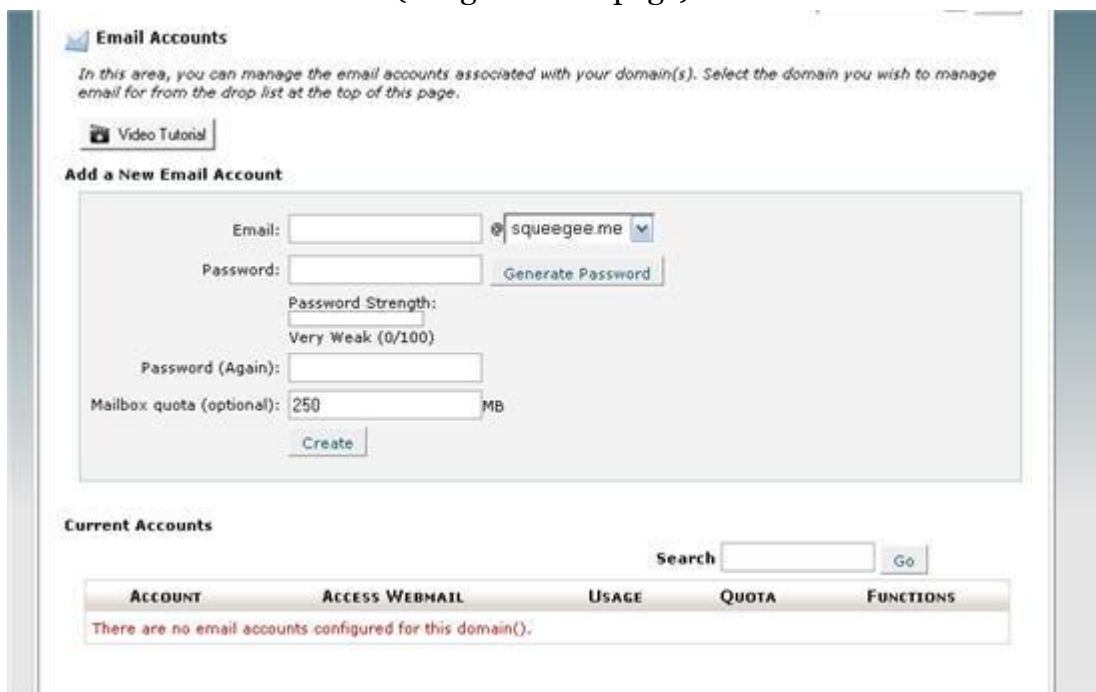 Email Accounts
In this area, you can manage the email accounts associated with your domain(s). Select the domain you wish to manage
email for from the drop list at the top of this page.
Video Tutorial
Add a New Email Account
Email: @ squeegee.me
Password: Generate Password
Password Strength:
Very Weak (0/100)
Password (Again):
Mailbox quota (optional): 250 MB
Create
Current Accounts
Search Go
ACCOUNT ACCESS WEBMAIL USAGE QUOTA FUNCTIONS
There are no email accounts configured for this domain().